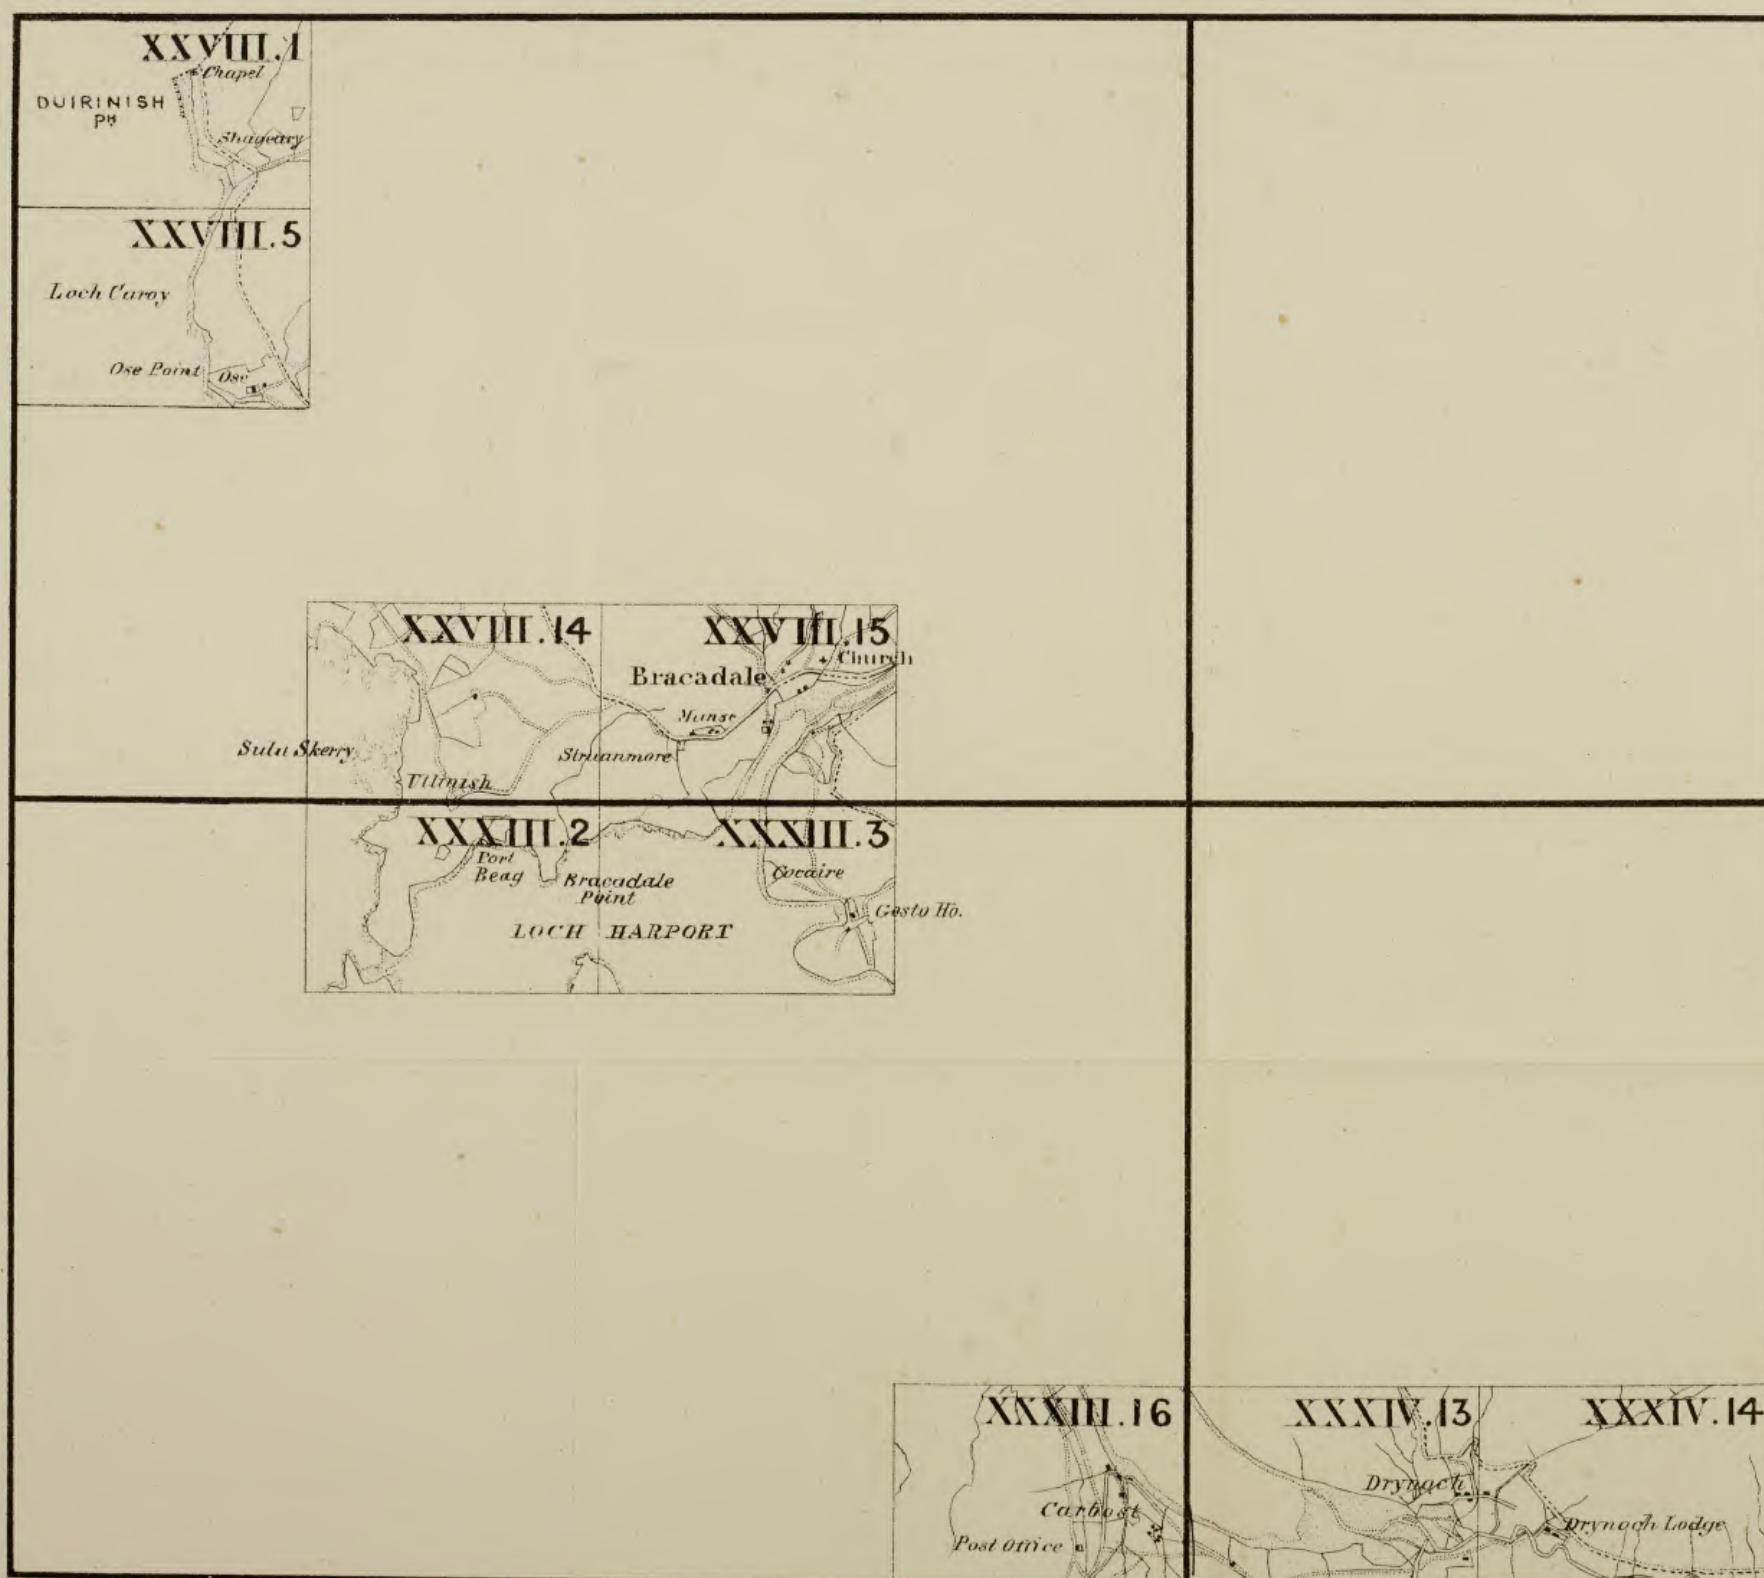 XXVIII.1
Chapel
DUIRINISH
PH
Shageary
XXVIII.5
Loch Caroy
Ose Point
Ose
XXVIII.14
XXVIII.15
Church
Bracadale
Manse
Struanmore
Sula Skerry
Ullinish
XXXIII.2
XXXIII.3
Port
Beag
Bracadale
Point
Cocaire
Gesto Ho.
LOCH HARPORT
XXXIII.16
XXXIV.13
XXXIV.14
Drynoch
Carbost
Drynoch Lodge
Post Office